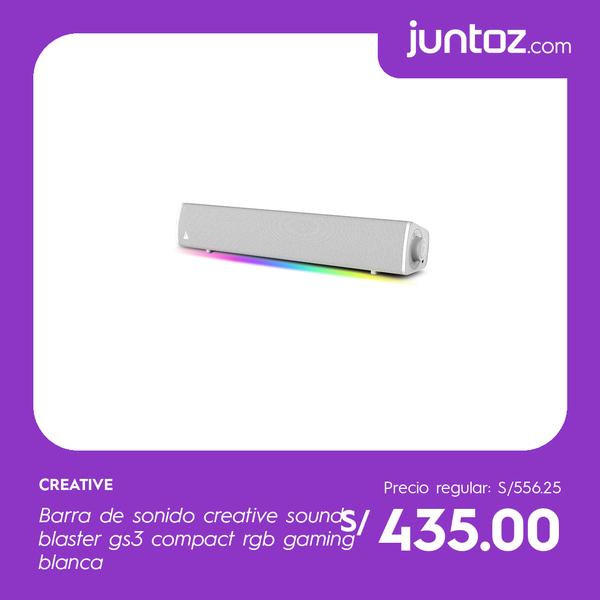 juntoz.com
CREATIVE
Barra de sonido creative sound
blaster gs3 compact rgb gaming
blanca
Precio regular: S/556.25
S/ 435.00